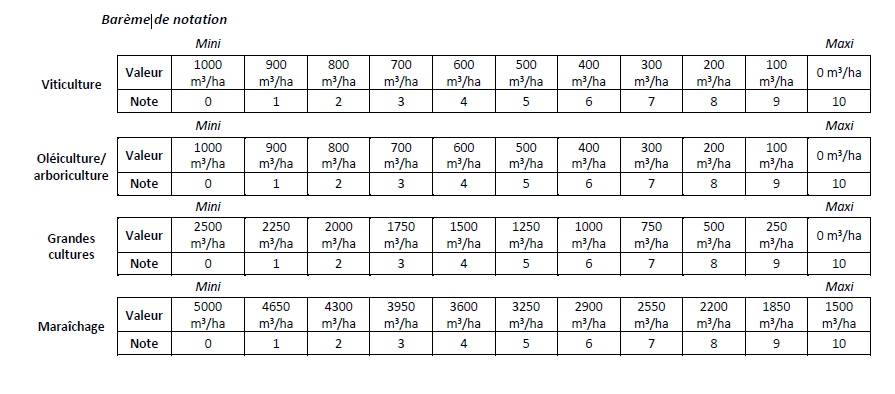 Barème de notation
Mini Maxi
Viticulture
Valeur 1000 m³/ha 900 m³/ha 800 m³/ha 700 m³/ha 600 m³/ha 500 m³/ha 400 m³/ha 300 m³/ha 200 m³/ha 100 m³/ha 0 m³/ha
Note 0 1 2 3 4 5 6 7 8 9 10
Mini Maxi
Oléiculture/
arboriculture
Valeur 1000 m³/ha 900 m³/ha 800 m³/ha 700 m³/ha 600 m³/ha 500 m³/ha 400 m³/ha 300 m³/ha 200 m³/ha 100 m³/ha 0 m³/ha
Note 0 1 2 3 4 5 6 7 8 9 10
Mini Maxi
Grandes
cultures
Valeur 2500 m³/ha 2250 m³/ha 2000 m³/ha 1750 m³/ha 1500 m³/ha 1250 m³/ha 1000 m³/ha 750 m³/ha 500 m³/ha 250 m³/ha 0 m³/ha
Note 0 1 2 3 4 5 6 7 8 9 10
Mini Maxi
Maraîchage
Valeur 5000 m³/ha 4650 m³/ha 4300 m³/ha 3950 m³/ha 3600 m³/ha 3250 m³/ha 2900 m³/ha 2550 m³/ha 2200 m³/ha 1850 m³/ha 1500 m³/ha
Note 0 1 2 3 4 5 6 7 8 9 10